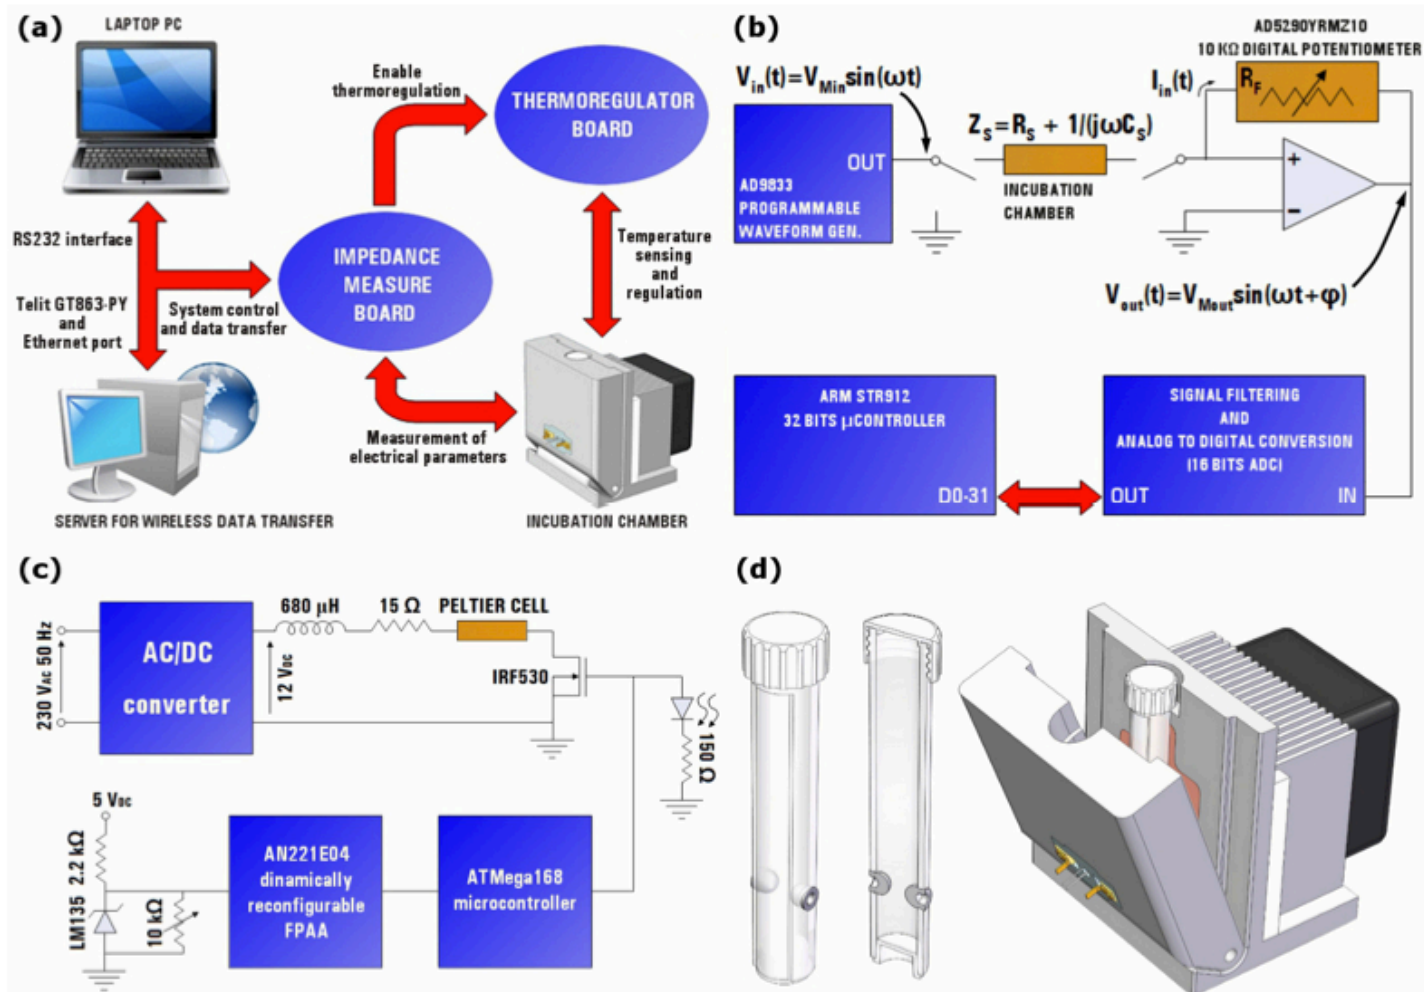 (a)
LAPTOP PC
Enable
thermoregulation
THERMOREGULATOR
BOARD
RS232 interface
Telit GT863-PY
and
Ethernet port
System control
and data transfer
IMPEDANCE
MEASURE
BOARD
Temperature
sensing
and
regulation
Measurement of
electrical parameters
SERVER FOR WIRELESS DATA TRANSFER
INCUBATION CHAMBER
(b)
AD5290YRMZ10
10 KΩ DIGITAL POTENTIOMETER
Vin(t)=VMinsin(ωt)
Iin(t)
RF
ZS=RS + 1/(jωCS)
OUT
AD9833
PROGRAMMABLE
WAVEFORM GEN.
INCUBATION
CHAMBER
+
−
Vout(t)=VMoutsin(ωt+φ)
ARM STR912
32 BITS µCONTROLLER
D0-31
SIGNAL FILTERING
AND
ANALOG TO DIGITAL CONVERSION
(16 BITS ADC)
OUT
IN
(c)
230 VAC 50 Hz
AC/DC
converter
12 VDC
680 µH
15 Ω
PELTIER CELL
IRF530
150 Ω
5 VDC
2.2 kΩ
LM135
10 kΩ
AN221E04
dinamically
reconfigurable
FPAA
ATMega168
microcontroller
(d)